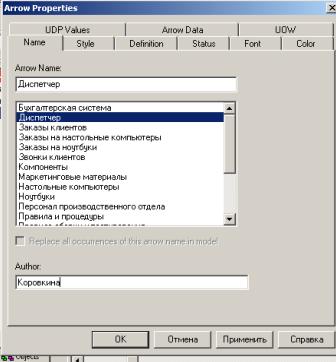 Arrow Properties
UDP Values
Arrow Data
UOW
Name
Style
Definition
Status
Font
Color
Arrow Name:
Диспетчер
Бухгалтерская система
Диспетчер
Заказы клиентов
Заказы на настольные компьютеры
Заказы на ноутбуки
Звонки клиентов
Компоненты
Маркетинговые материалы
Настольные компьютеры
Ноутбуки
Персонал производственного отдела
Правила и процедуры
Replace all occurrences of this arrow name in model
Author:
Коровкина
OK
Отмена
Применить
Справка
Objects